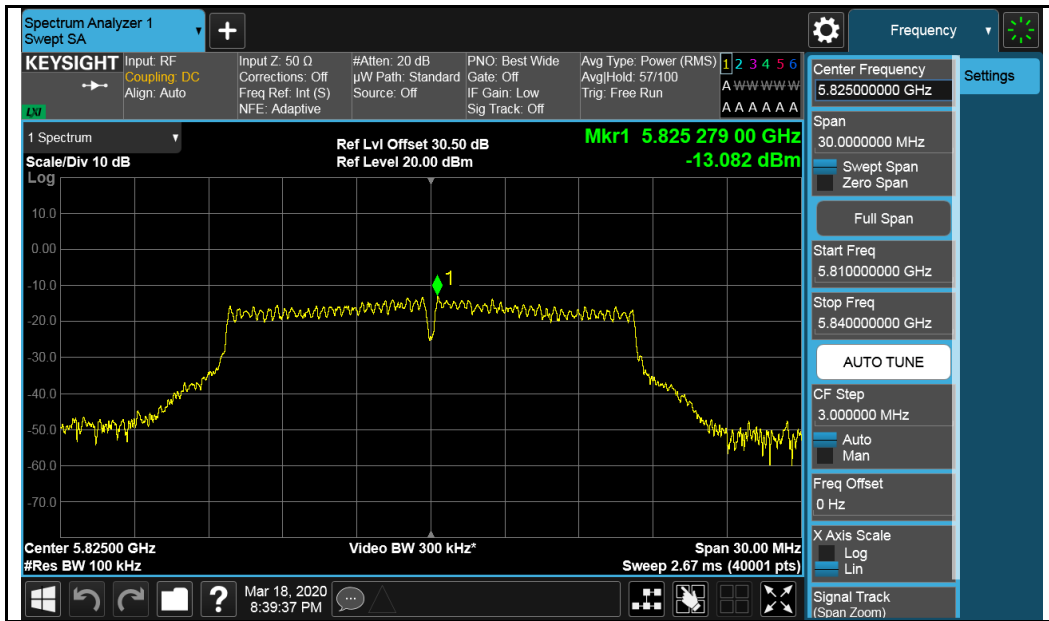 Spectrum Analyzer 1
Swept SA
+
Frequency
KEYSIGHT
Input: RF
Coupling: DC
Align: Auto
Input Z: 50 Ω
Corrections: Off
Freq Ref: Int (S)
NFE: Adaptive
#Atten: 20 dB
µW Path: Standard
Source: Off
PNO: Best Wide
Gate: Off
IF Gain: Low
Sig Track: Off
Avg Type: Power (RMS)
Avg|Hold: 57/100
Trig: Free Run
1 2 3 4 5 6
A W W W W W
A A A A A A
LXI
1 Spectrum
Scale/Div 10 dB
Log
Ref Lvl Offset 30.50 dB
Ref Level 20.00 dBm
Mkr1 5.825 279 00 GHz
-13.082 dBm
10.0
0.00
-10.0
-20.0
-30.0
-40.0
-50.0
-60.0
-70.0
1
Center 5.82500 GHz
#Res BW 100 kHz
Video BW 300 kHz*
Span 30.00 MHz
Sweep 2.67 ms (40001 pts)
Center Frequency
5.825000000 GHz
Settings
Span
30.0000000 MHz
Swept Span
Zero Span
Full Span
Start Freq
5.810000000 GHz
Stop Freq
5.840000000 GHz
AUTO TUNE
CF Step
3.000000 MHz
Auto
Man
Freq Offset
0 Hz
X Axis Scale
Log
Lin
Signal Track
(Span Zoom)
?
Mar 18, 2020
8:39:37 PM